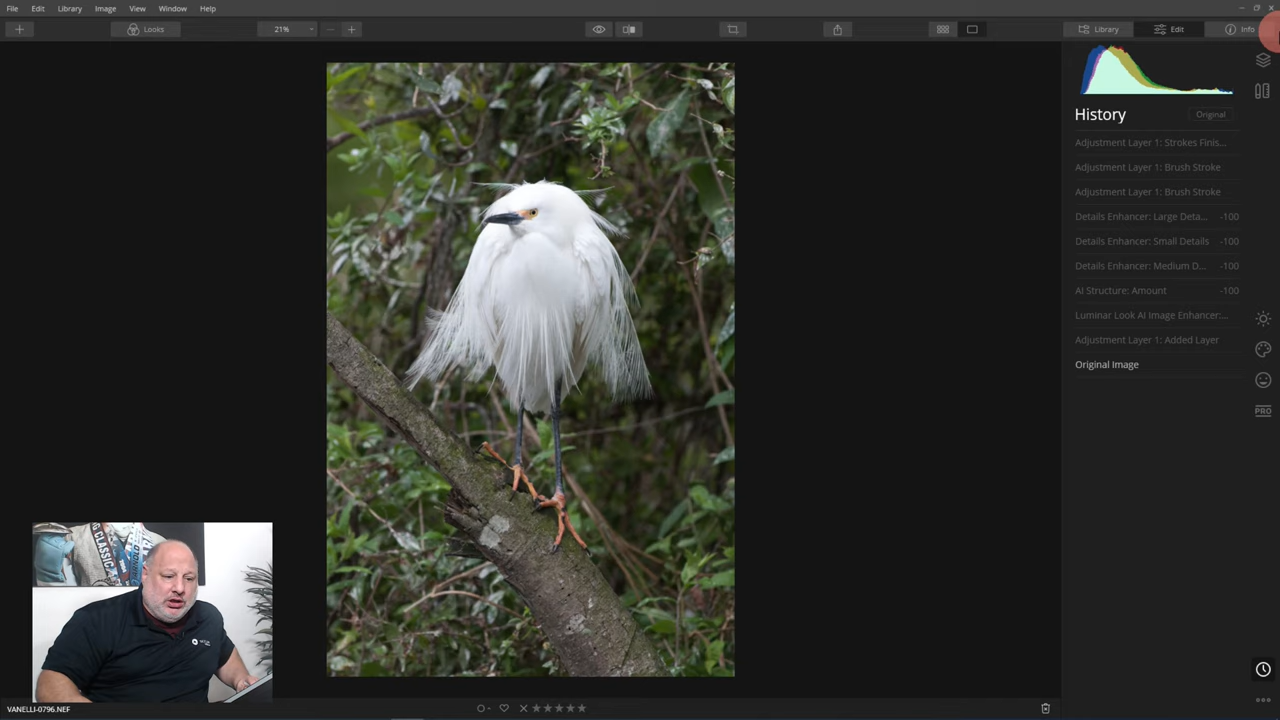 File Edit Library Image View Window Help
Looks 21% Library Edit Info
History Original
Adjustment Layer 1: Strokes Finis...
Adjustment Layer 1: Brush Stroke
Adjustment Layer 1: Brush Stroke
Details Enhancer: Large Deta... -100
Details Enhancer: Small Details -100
Details Enhancer: Medium D... -100
AI Structure: Amount -100
Luminar Look AI Image Enhancer:...
Adjustment Layer 1: Added Layer
Original Image
PRO
VANELLI-0796.NEF